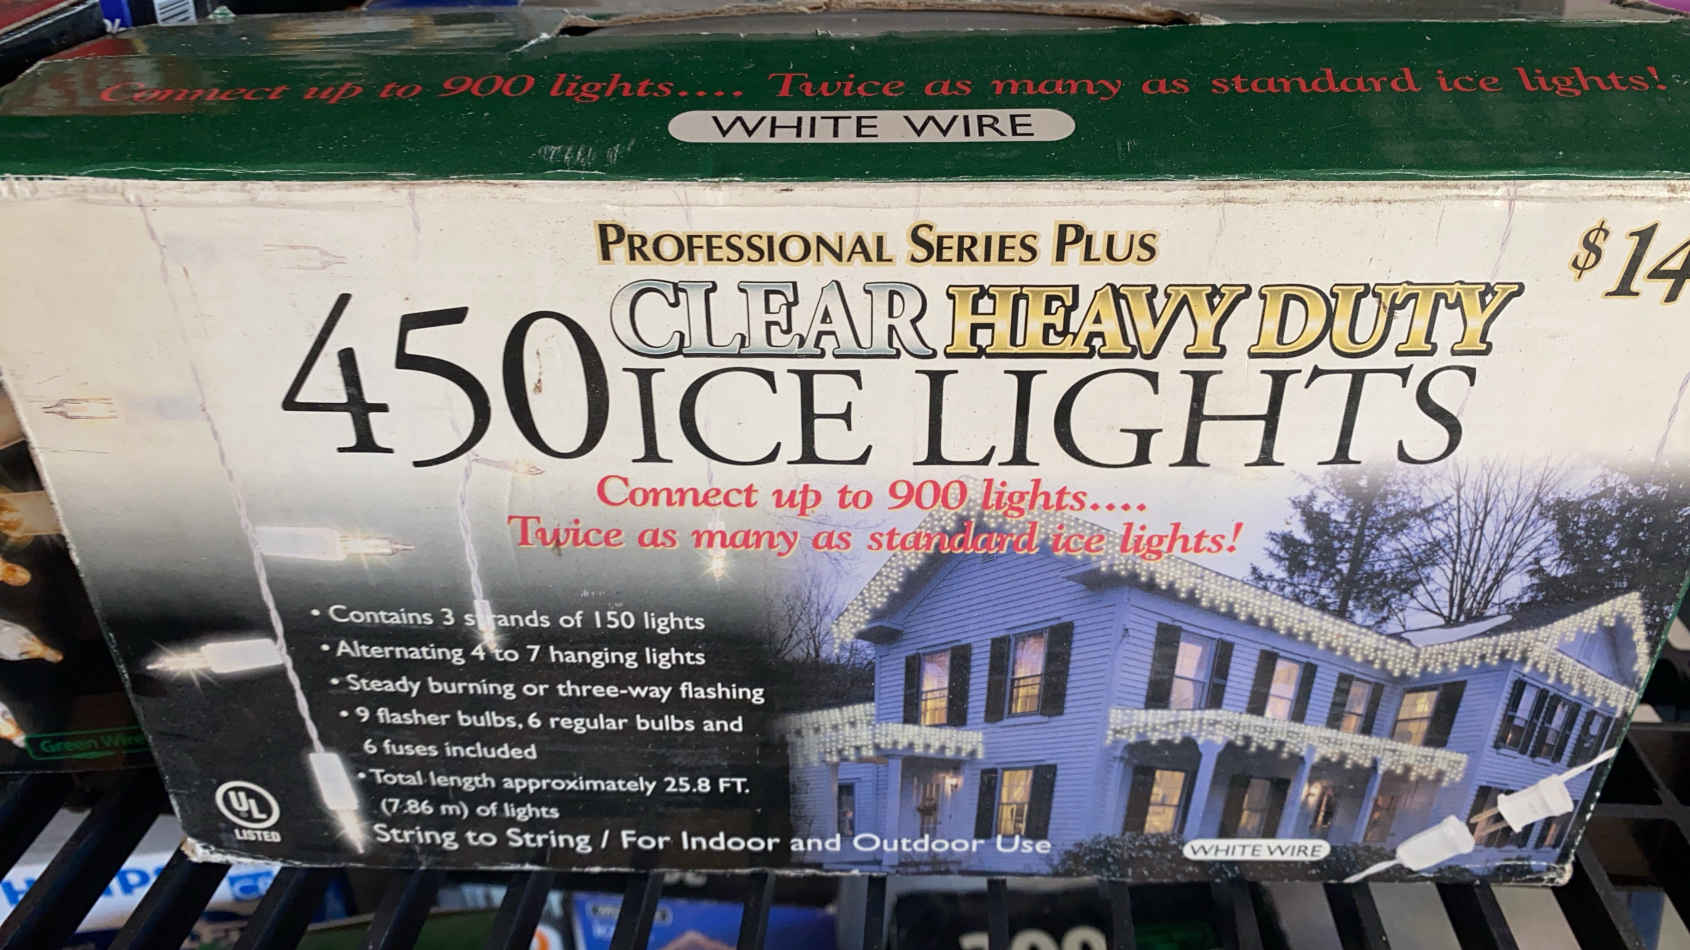 Connect up to 900 lights.... Twice as many as standard ice lights!
WHITE WIRE
PROFESSIONAL SERIES PLUS
$14
450 CLEAR HEAVY DUTY
ICE LIGHTS
Connect up to 900 lights....
Twice as many as standard ice lights!
• Contains 3 strands of 150 lights
• Alternating 4 to 7 hanging lights
• Steady burning or three-way flashing
• 9 flasher bulbs, 6 regular bulbs and
6 fuses included
• Total length approximately 25.8 FT.
(7.86 m) of lights
String to String / For Indoor and Outdoor Use
UL
LISTED
WHITE WIRE
Green Wire